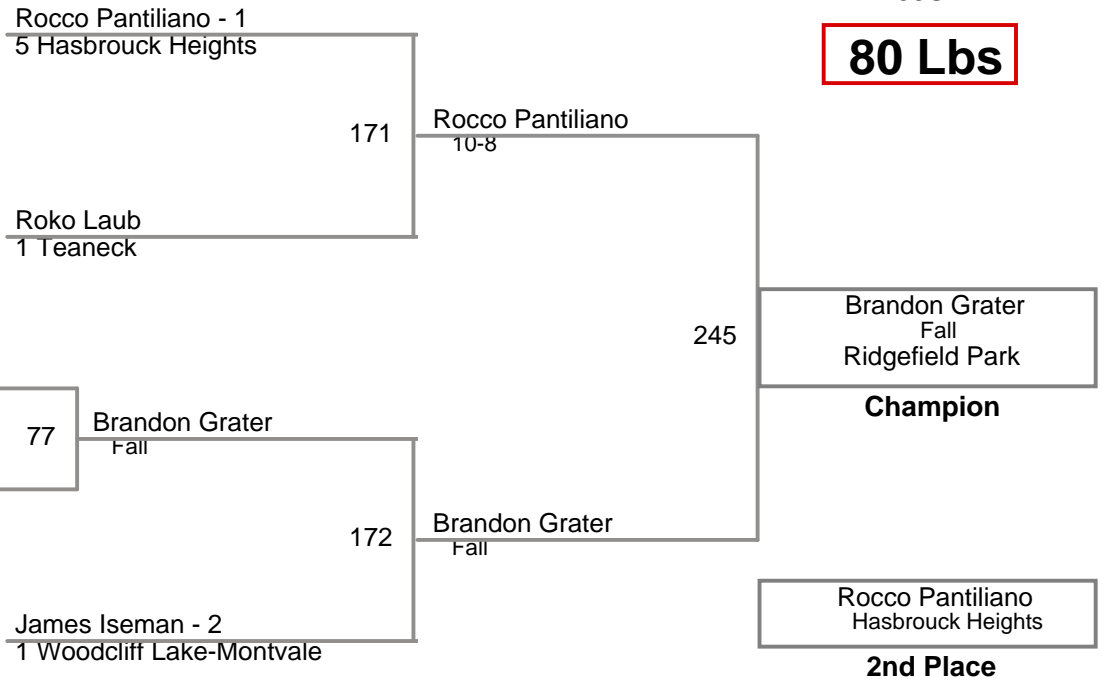 80 Lbs
Rocco Pantiliano - 1
5 Hasbrouck Heights
171
Rocco Pantiliano
10-8
Roko Laub
1 Teaneck
245
Brandon Grater
Fall
Ridgefield Park
Champion
77
Brandon Grater
Fall
172
Brandon Grater
Fall
James Iseman - 2
1 Woodcliff Lake-Montvale
Rocco Pantiliano
Hasbrouck Heights
2nd Place